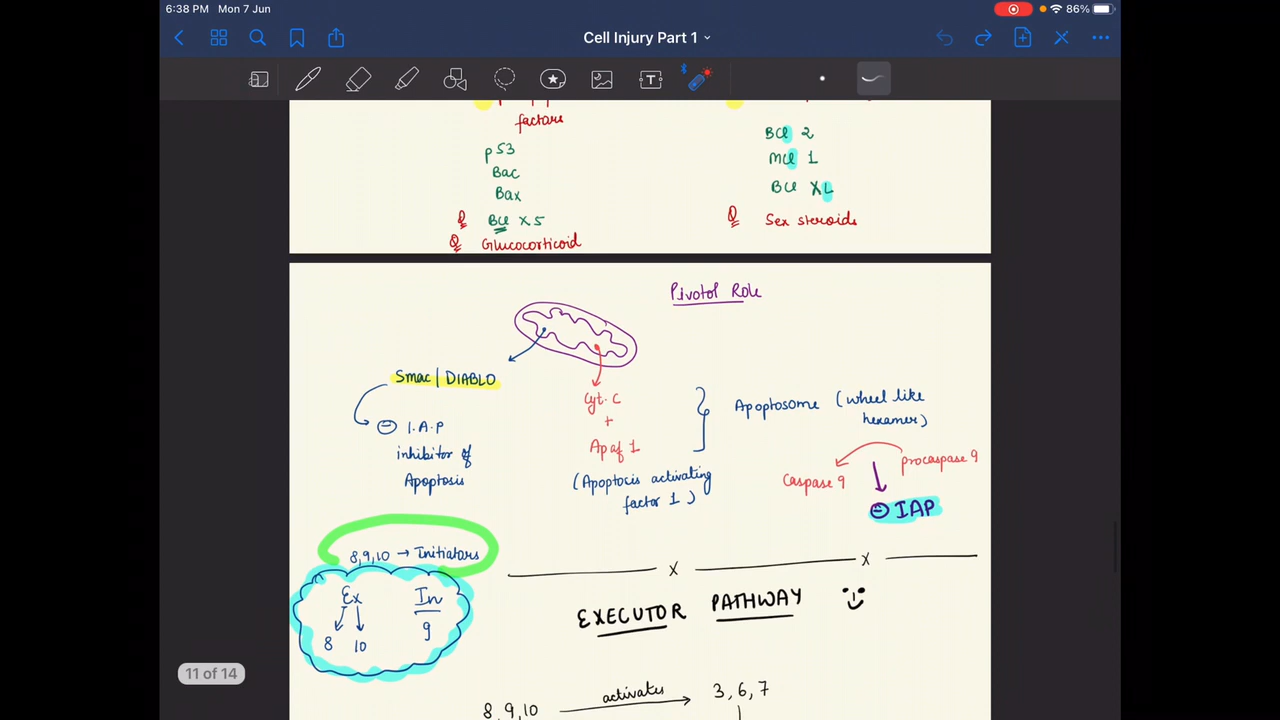 6:38 PM Mon 7 Jun
86%
Cell Injury Part 1
T
factors
p53
Bac
Bax
Q Bcl X5
Q Glucocorticoid
BCl 2
MCl 1
BCl XL
Q Sex steroids
Pivotol Role
Smac/DIABLO
⊖ I.A.P
inhibitor of
Apoptosis
Cyt. C
+
Apaf 1
(Apoptosis activating
factor 1)
Apoptosome (wheel like
hexamer)
Caspase 9
procaspase 9
⊖ IAP
8,9,10 → Initiators
Ex In
8 10 9
X X
EXECUTOR PATHWAY
8,9,10 activates 3,6,7
11 of 14